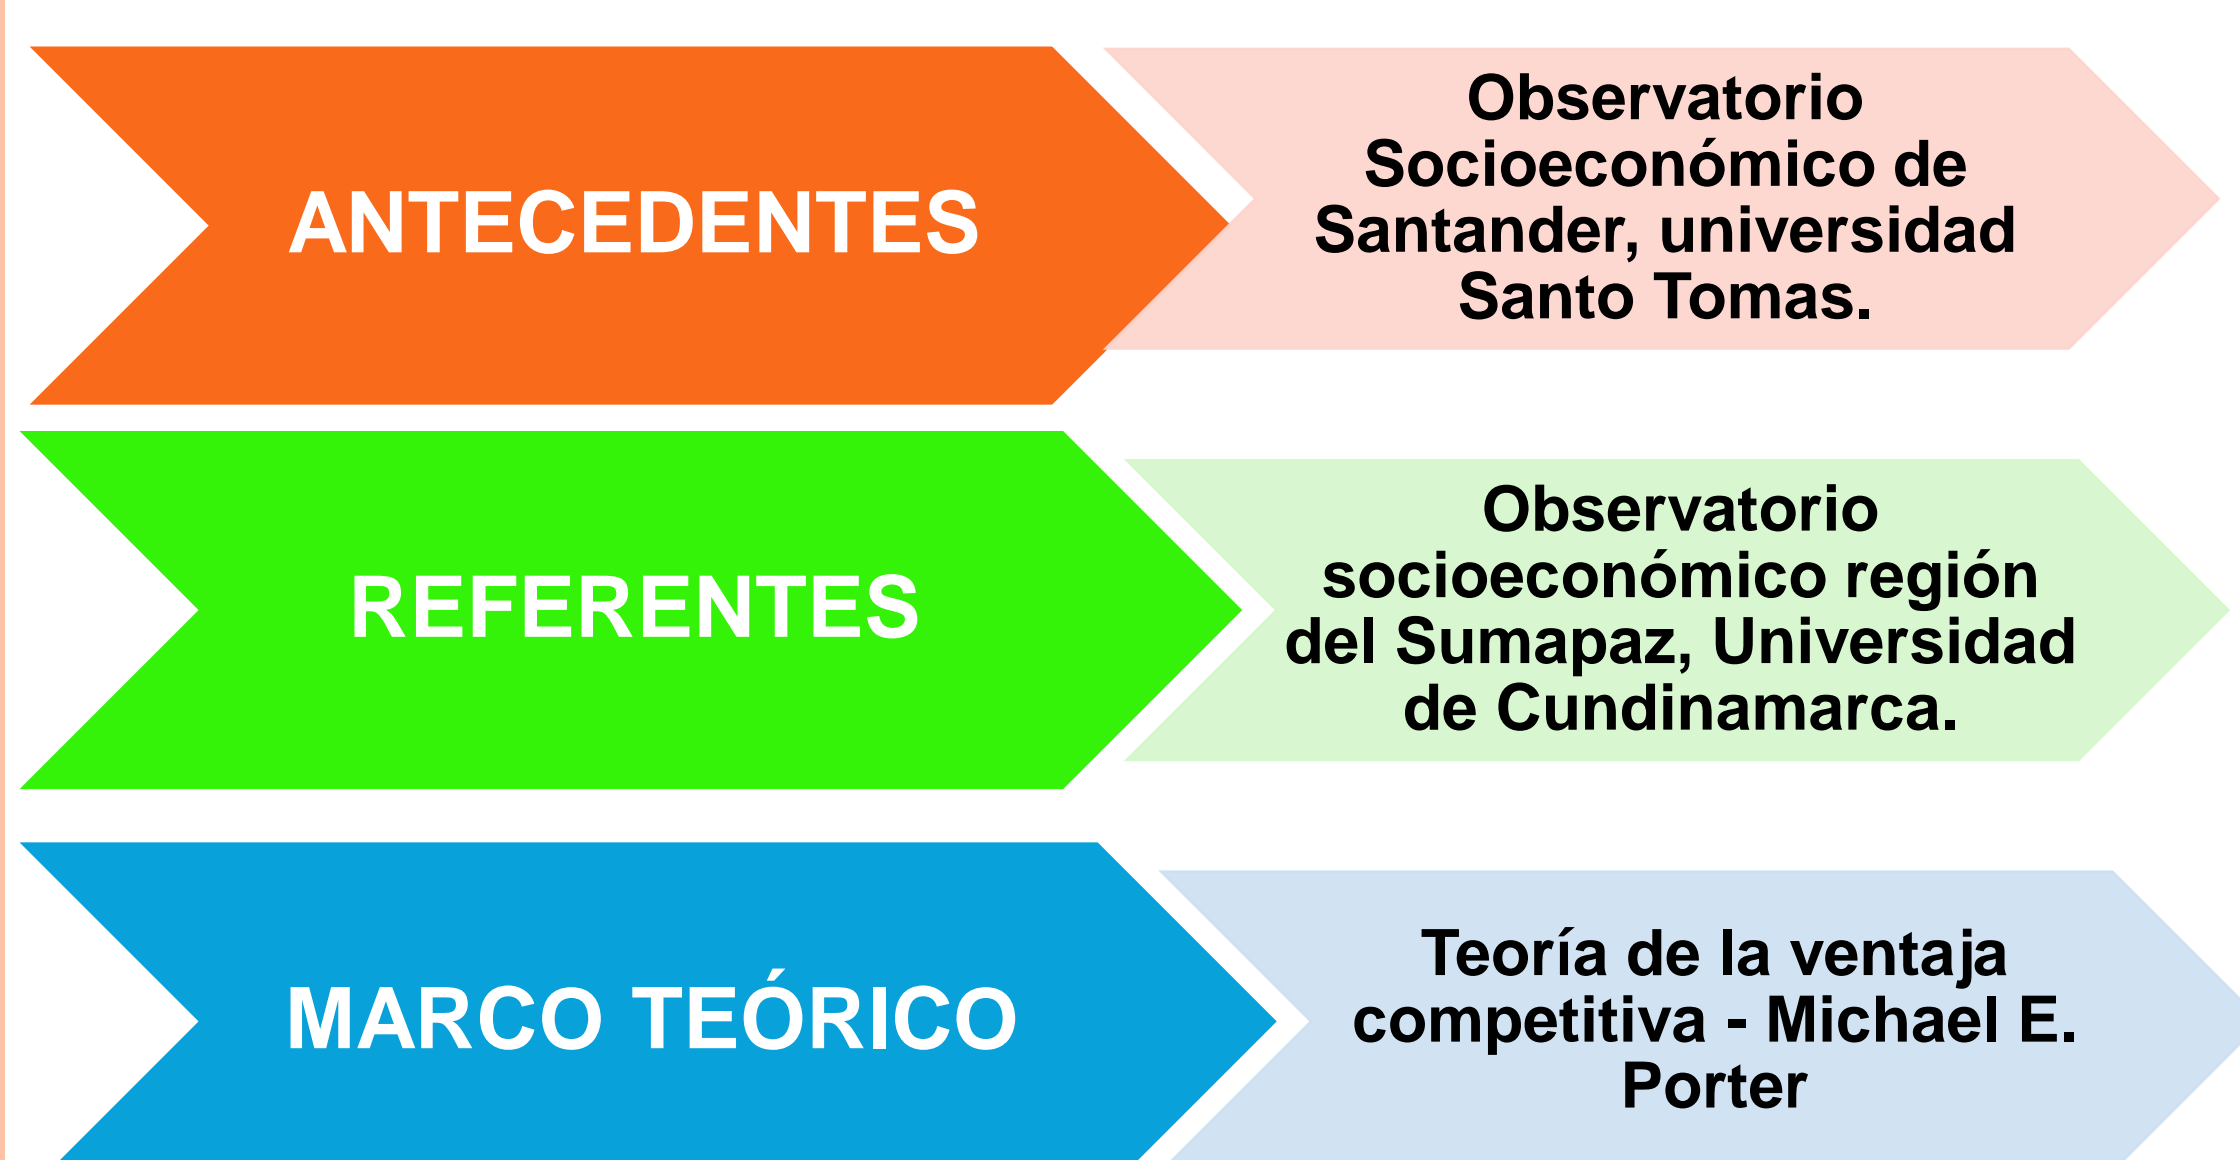 ANTECEDENTES
Observatorio
Socioeconómico de
Santander, universidad
Santo Tomas.
REFERENTES
Observatorio
socioeconómico región
del Sumapaz, Universidad
de Cundinamarca.
MARCO TEÓRICO
Teoría de la ventaja
competitiva - Michael E.
Porter